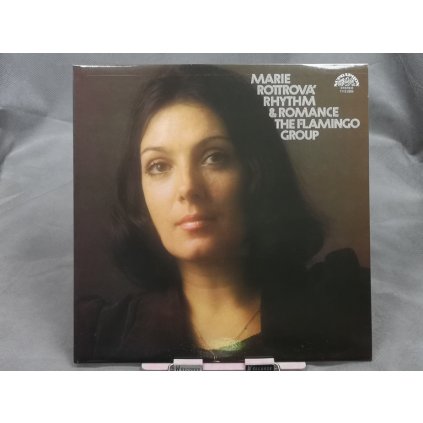 MARIE
ROTTROVÁ
RHYTHM
& ROMANCE
THE FLAMINGO
GROUP